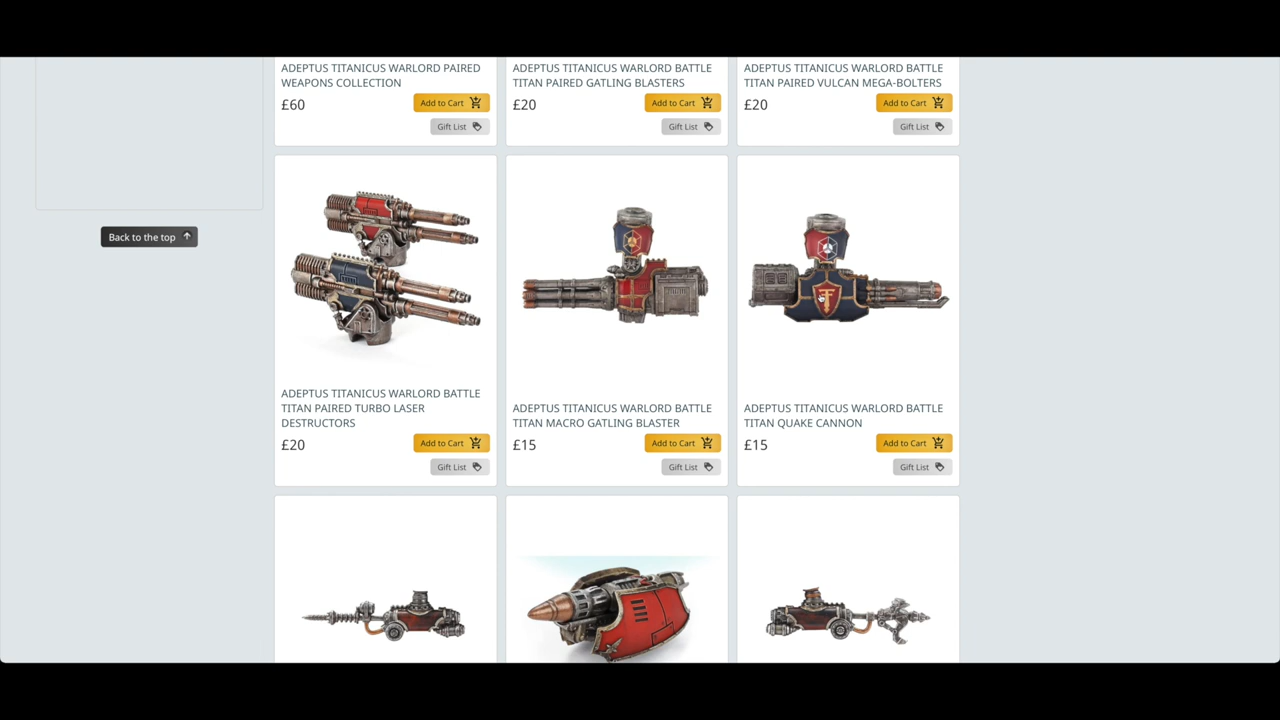 ADEPTUS TITANICUS WARLORD PAIRED
WEAPONS COLLECTION
£60
Add to Cart
Gift List
ADEPTUS TITANICUS WARLORD BATTLE
TITAN PAIRED GATLING BLASTERS
£20
Add to Cart
Gift List
ADEPTUS TITANICUS WARLORD BATTLE
TITAN PAIRED VULCAN MEGA-BOLTERS
£20
Add to Cart
Gift List
Back to the top
ADEPTUS TITANICUS WARLORD BATTLE
TITAN PAIRED TURBO LASER
DESTRUCTORS
£20
Add to Cart
Gift List
ADEPTUS TITANICUS WARLORD BATTLE
TITAN MACRO GATLING BLASTER
£15
Add to Cart
Gift List
ADEPTUS TITANICUS WARLORD BATTLE
TITAN QUAKE CANNON
£15
Add to Cart
Gift List